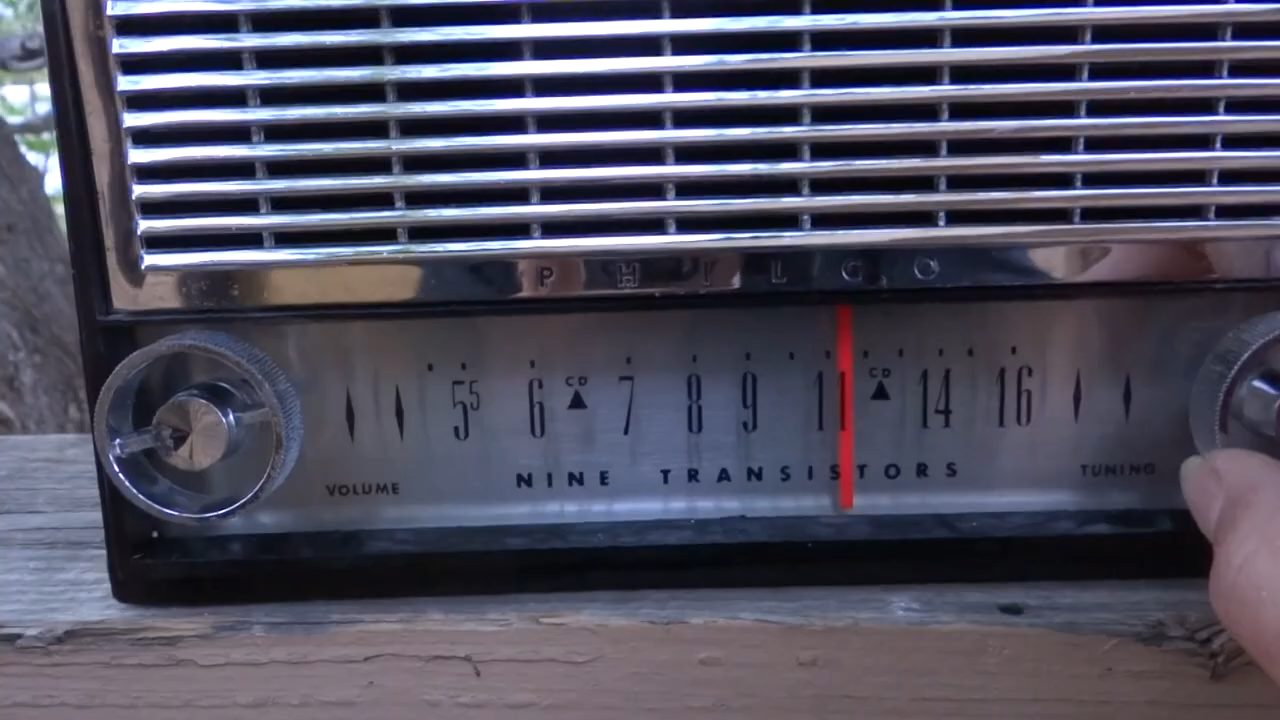 PHILCO
55 6 CD 7 8 9 11 CD 14 16
VOLUME NINE TRANSISTORS TUNING